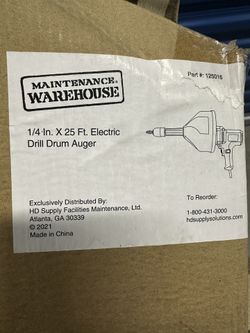 Part #: 125016
MAINTENANCE®
WAREHOUSE
1/4 In. X 25 Ft. Electric
Drill Drum Auger
Exclusively Distributed By:
HD Supply Facilities Maintenance, Ltd.
Atlanta, GA 30339
© 2021
Made in China
To Reorder:
1-800-431-3000
hdsupplysolutions.com